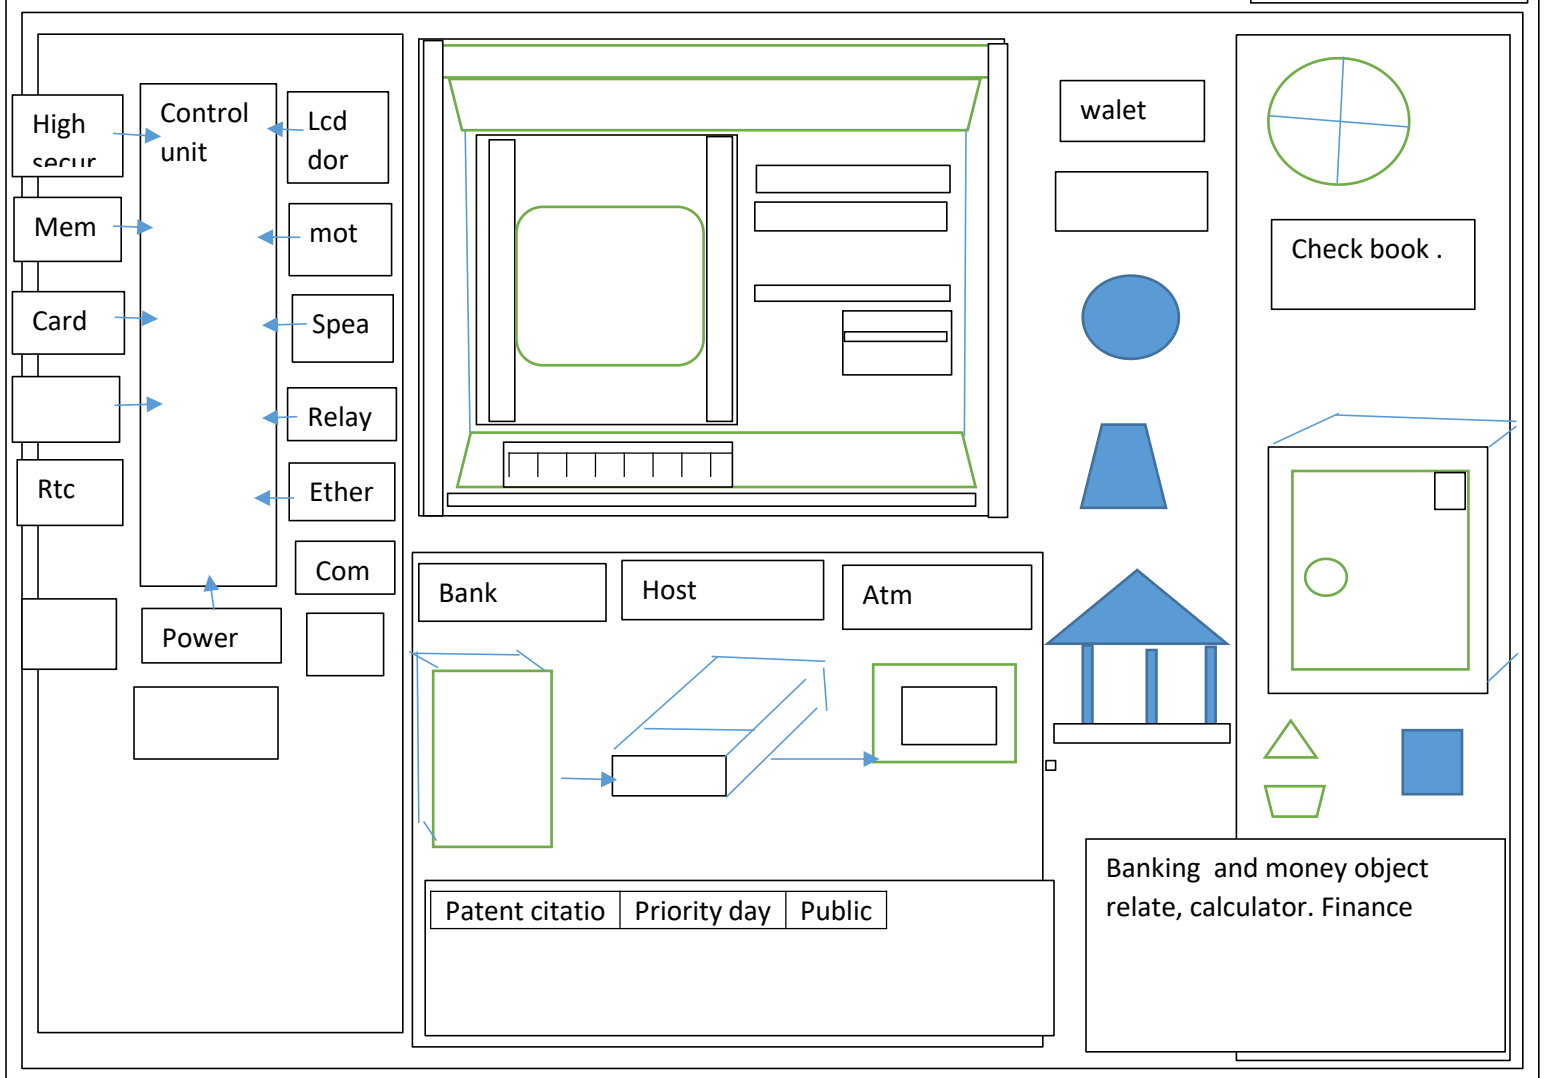 High
secur
Control
unit
Lcd
dor
Mem
mot
Card
Spea
Relay
Rtc
Ether
Com
Power
walet
Check book .
Bank
Host
Atm
Patent citatio
Priority day
Public
Banking  and money object
relate, calculator. Finance